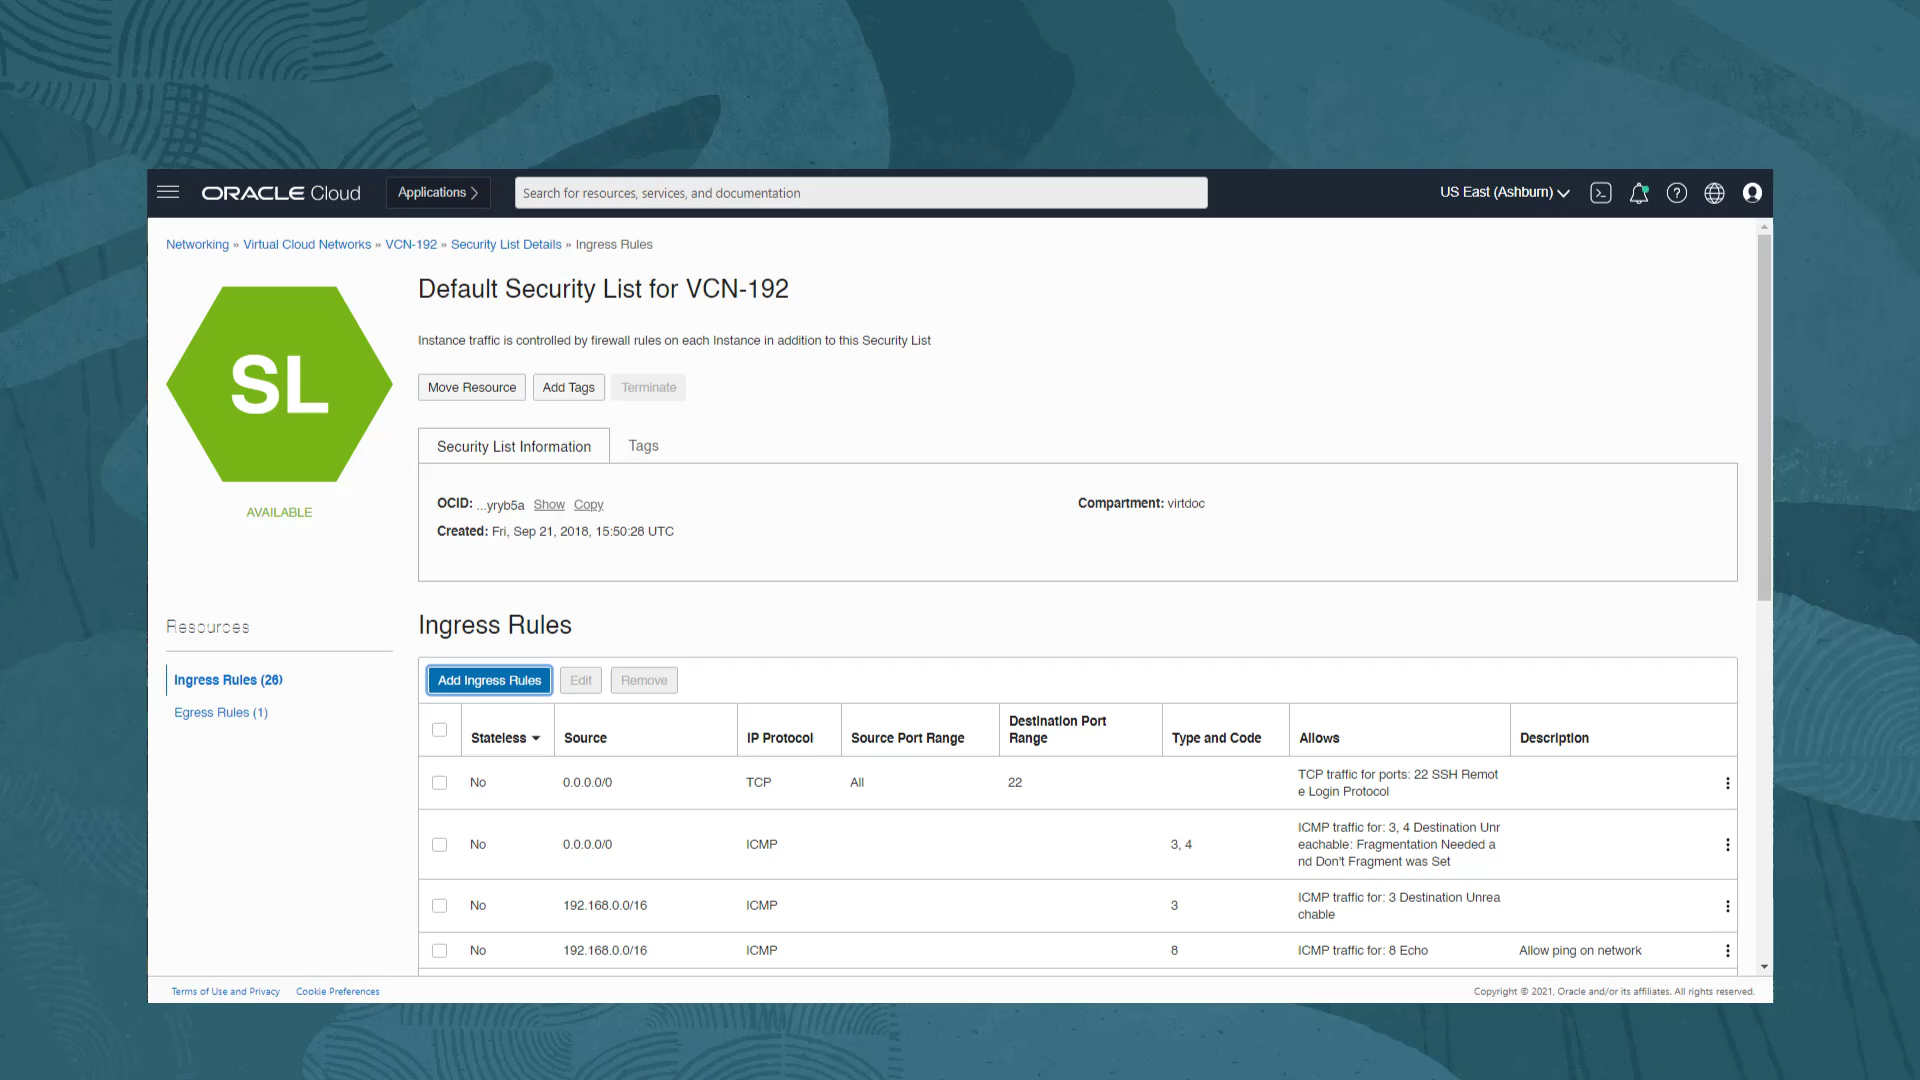 ORACLE Cloud
Applications
Search for resources, services, and documentation
US East (Ashburn)
Networking » Virtual Cloud Networks » VCN-192 » Security List Details » Ingress Rules
SL
AVAILABLE
Default Security List for VCN-192
Instance traffic is controlled by firewall rules on each Instance in addition to this Security List
Move Resource Add Tags Terminate
Security List Information Tags
OCID: ...yryb5a Show Copy Compartment: virtdoc
Created: Fri, Sep 21, 2018, 15:50:28 UTC
Resources
Ingress Rules (26)
Egress Rules (1)
Ingress Rules
Add Ingress Rules Edit Remove
Stateless Source IP Protocol Source Port Range Destination Port Range Type and Code Allows Description
No 0.0.0.0/0 TCP All 22 TCP traffic for ports: 22 SSH Remot
e Login Protocol
No 0.0.0.0/0 ICMP 3, 4 ICMP traffic for: 3, 4 Destination Unr
eachable: Fragmentation Needed a
nd Don't Fragment was Set
No 192.168.0.0/16 ICMP 3 ICMP traffic for: 3 Destination Unrea
chable
No 192.168.0.0/16 ICMP 8 ICMP traffic for: 8 Echo Allow ping on network
Terms of Use and Privacy Cookie Preferences
Copyright © 2021, Oracle and/or its affiliates. All rights reserved.